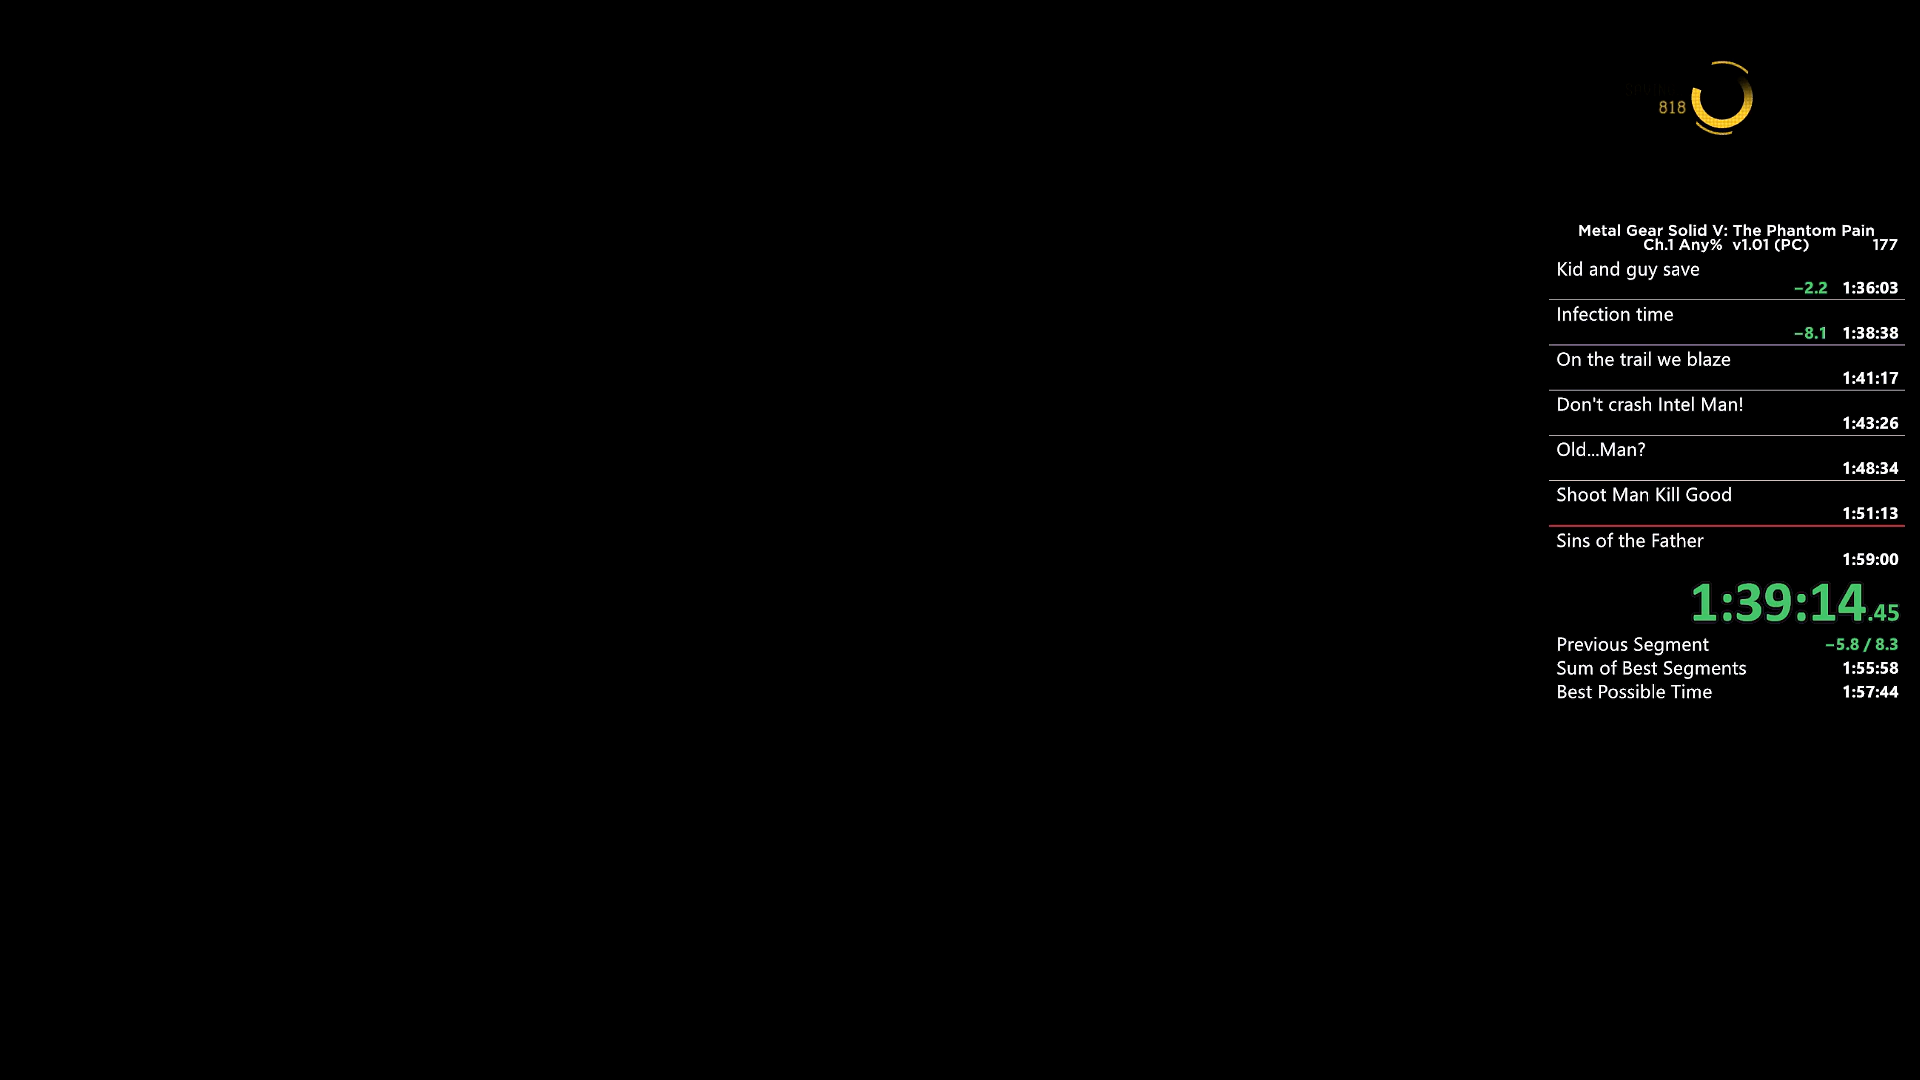 818
Metal Gear Solid V: The Phantom Pain
Ch.1 Any% v1.01 (PC) 177
Kid and guy save
−2.2 1:36:03
Infection time
−8.1 1:38:38
On the trail we blaze
1:41:17
Don't crash Intel Man!
1:43:26
Old...Man?
1:48:34
Shoot Man Kill Good
1:51:13
Sins of the Father
1:59:00
1:39:14.45
Previous Segment −5.8 / 8.3
Sum of Best Segments 1:55:58
Best Possible Time 1:57:44